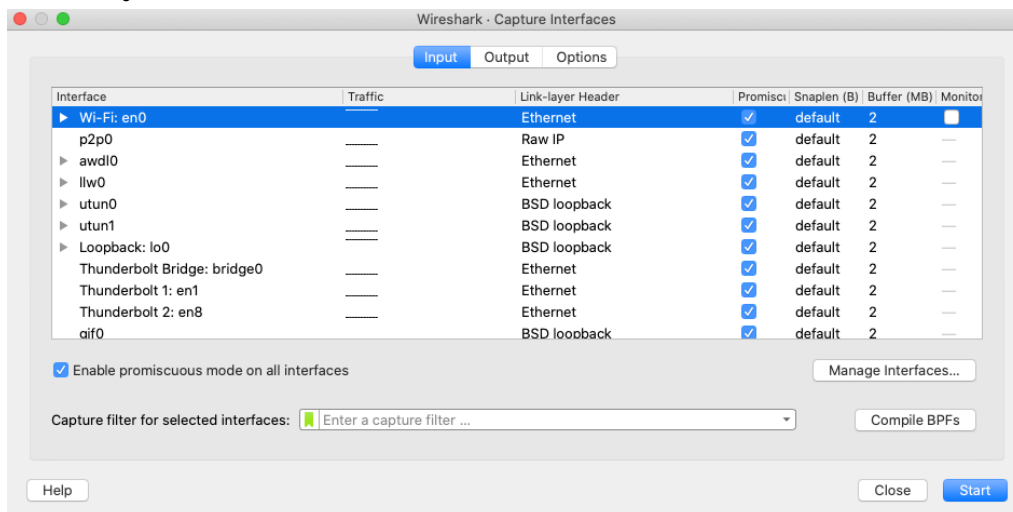 Wireshark · Capture Interfaces
Input Output Options
Interface Traffic Link-layer Header Promisci Snaplen (B) Buffer (MB) Monitor
Wi-Fi: en0 Ethernet default 2
p2p0 Raw IP default 2 —
awdl0 Ethernet default 2 —
llw0 Ethernet default 2 —
utun0 BSD loopback default 2 —
utun1 BSD loopback default 2 —
Loopback: lo0 BSD loopback default 2 —
Thunderbolt Bridge: bridge0 Ethernet default 2 —
Thunderbolt 1: en1 Ethernet default 2 —
Thunderbolt 2: en8 Ethernet default 2 —
gif0 BSD loopback default 2 —
Enable promiscuous mode on all interfaces Manage Interfaces...
Capture filter for selected interfaces: Enter a capture filter ... Compile BPFs
Help Close Start